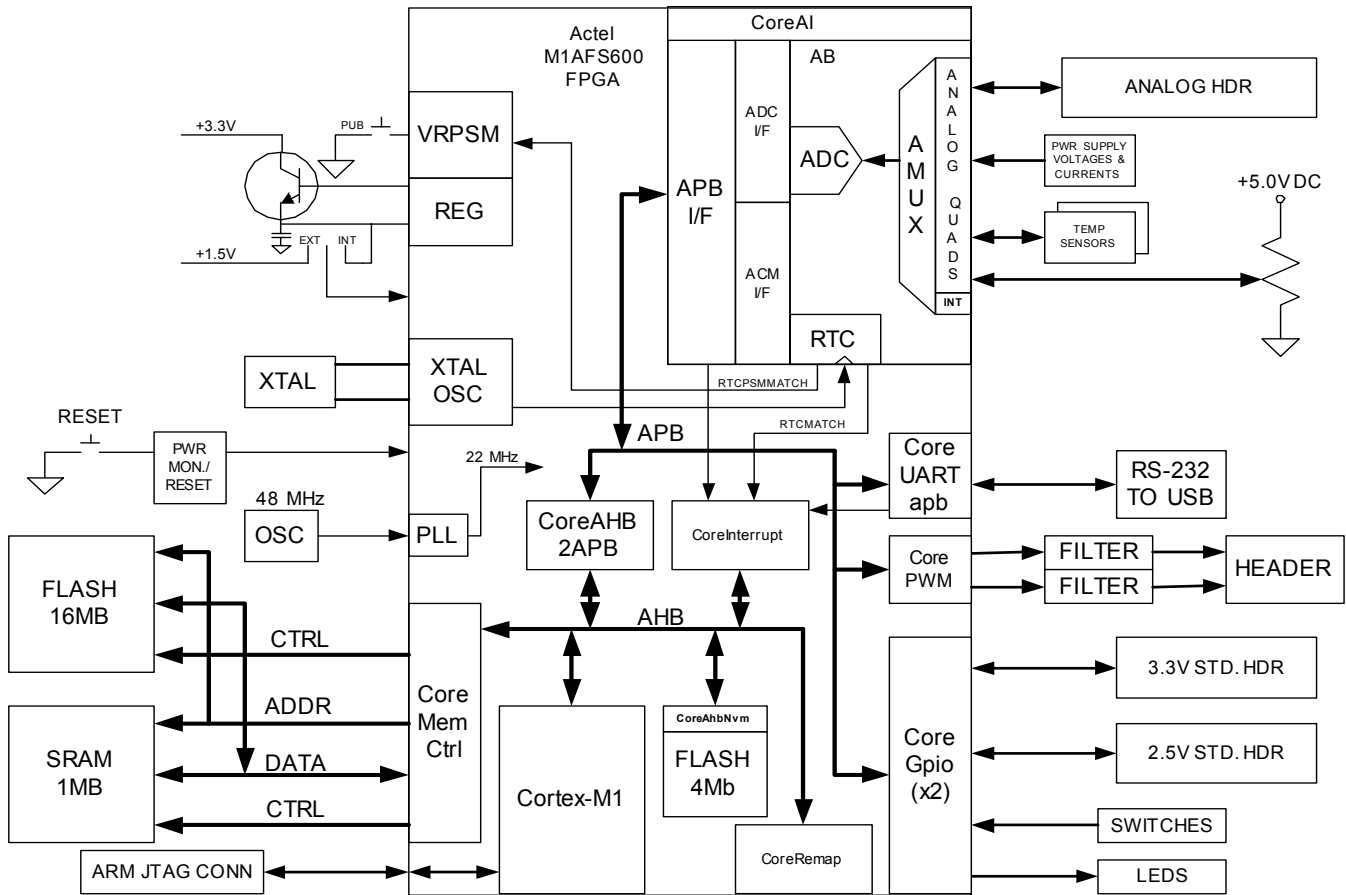 CoreAI
Actel
M1AFS600
FPGA
AB
ANALOG QUADS
ANALOG HDR
+3.3V
PUB
VRPSM
ADC
I/F
ADC
AMUX
PWR SUPPLY
VOLTAGES &
CURRENTS
+5.0V DC
REG
APB
I/F
TEMP
SENSORS
+1.5V
EXT
INT
ACM
I/F
INT
RTC
XTAL
XTAL
OSC
RTCPSMMATCH
RESET
RTCMATCH
PWR
MON./
RESET
22 MHz
APB
Core
UART
apb
RS-232
TO USB
48 MHz
OSC
PLL
CoreAHB
2APB
CoreInterrupt
Core
PWM
FILTER
FILTER
HEADER
FLASH
16MB
CTRL
AHB
Core
Mem
Ctrl
ADDR
SRAM
1MB
DATA
CTRL
Cortex-M1
CoreAhbNvm
FLASH
4Mb
CoreRemap
Core
Gpio
(x2)
3.3V STD. HDR
2.5V STD. HDR
SWITCHES
LEDS
ARM JTAG CONN